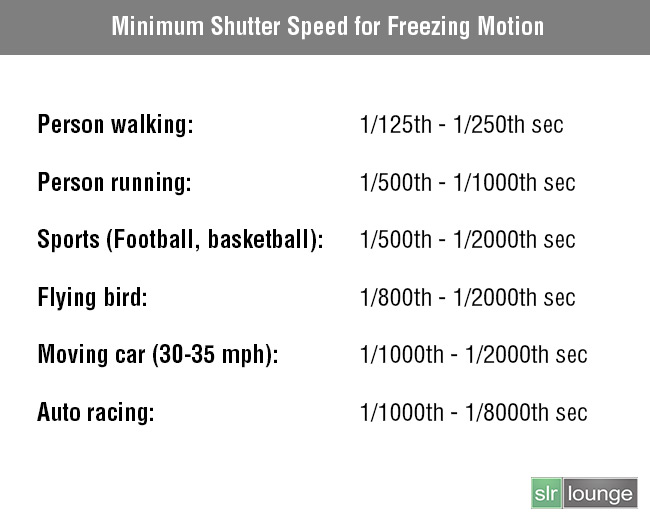 Minimum Shutter Speed for Freezing Motion
Person walking: 1/125th - 1/250th sec
Person running: 1/500th - 1/1000th sec
Sports (Football, basketball): 1/500th - 1/2000th sec
Flying bird: 1/800th - 1/2000th sec
Moving car (30-35 mph): 1/1000th - 1/2000th sec
Auto racing: 1/1000th - 1/8000th sec
slr lounge